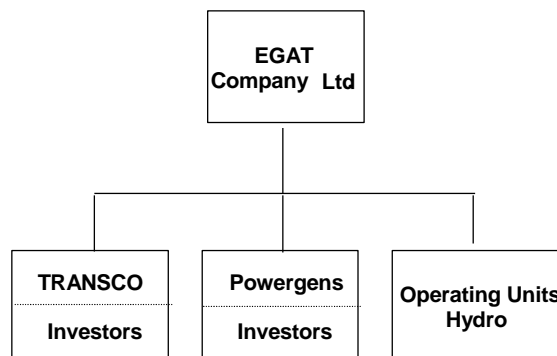 EGAT
Company Ltd
TRANSCO
Investors
Powergens
Investors
Operating Units
Hydro